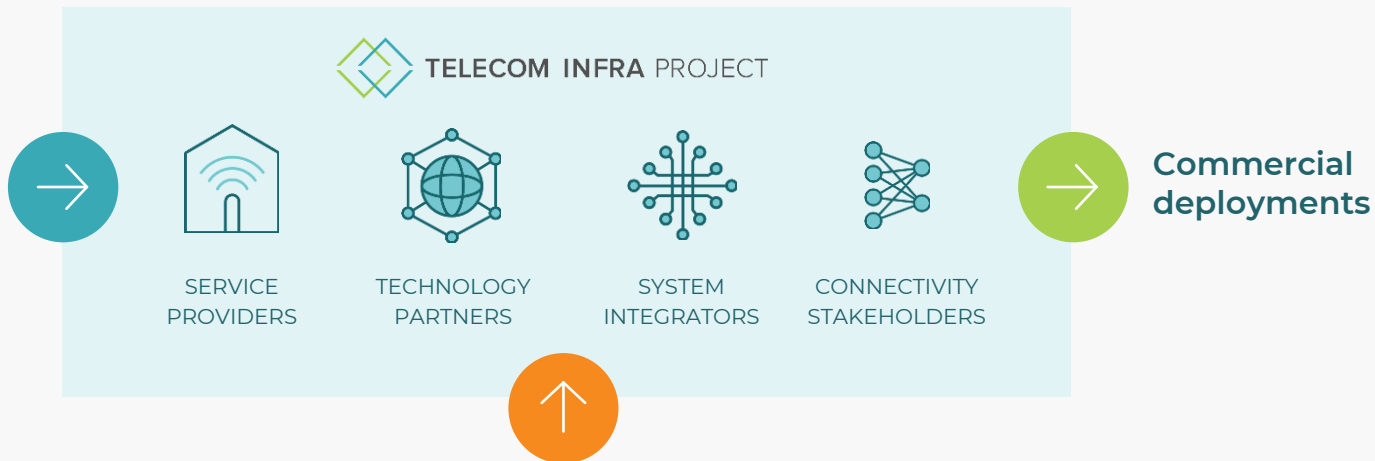 TELECOM INFRA PROJECT
SERVICE
PROVIDERS
TECHNOLOGY
PARTNERS
SYSTEM
INTEGRATORS
CONNECTIVITY
STAKEHOLDERS
Commercial
deployments